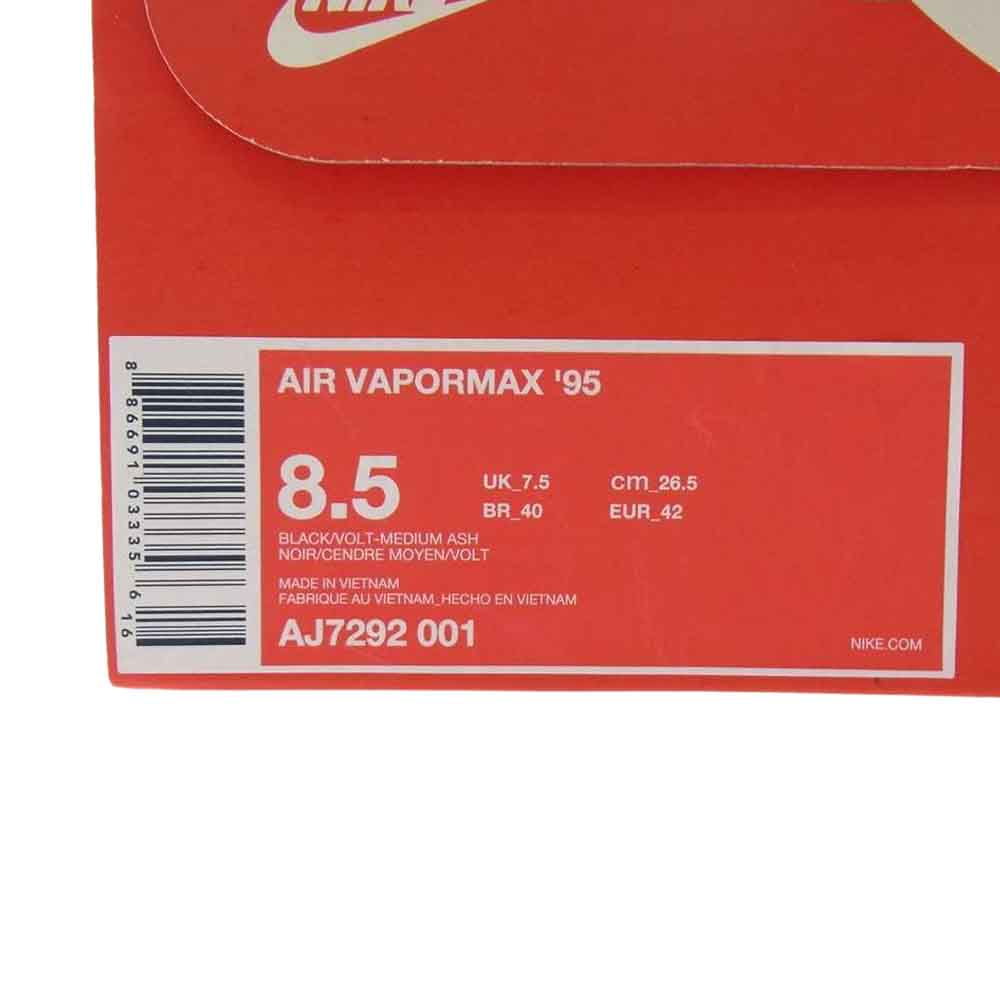 NIKE
AIR VAPORMAX '95
8.5
UK_7.5 cm_26.5
BR_40 EUR_42
BLACK/VOLT-MEDIUM ASH
NOIR/CENDRE MOYEN/VOLT
MADE IN VIETNAM
FABRIQUE AU VIETNAM_HECHO EN VIETNAM
AJ7292 001
NIKE.COM
8 86691 03335 6 16